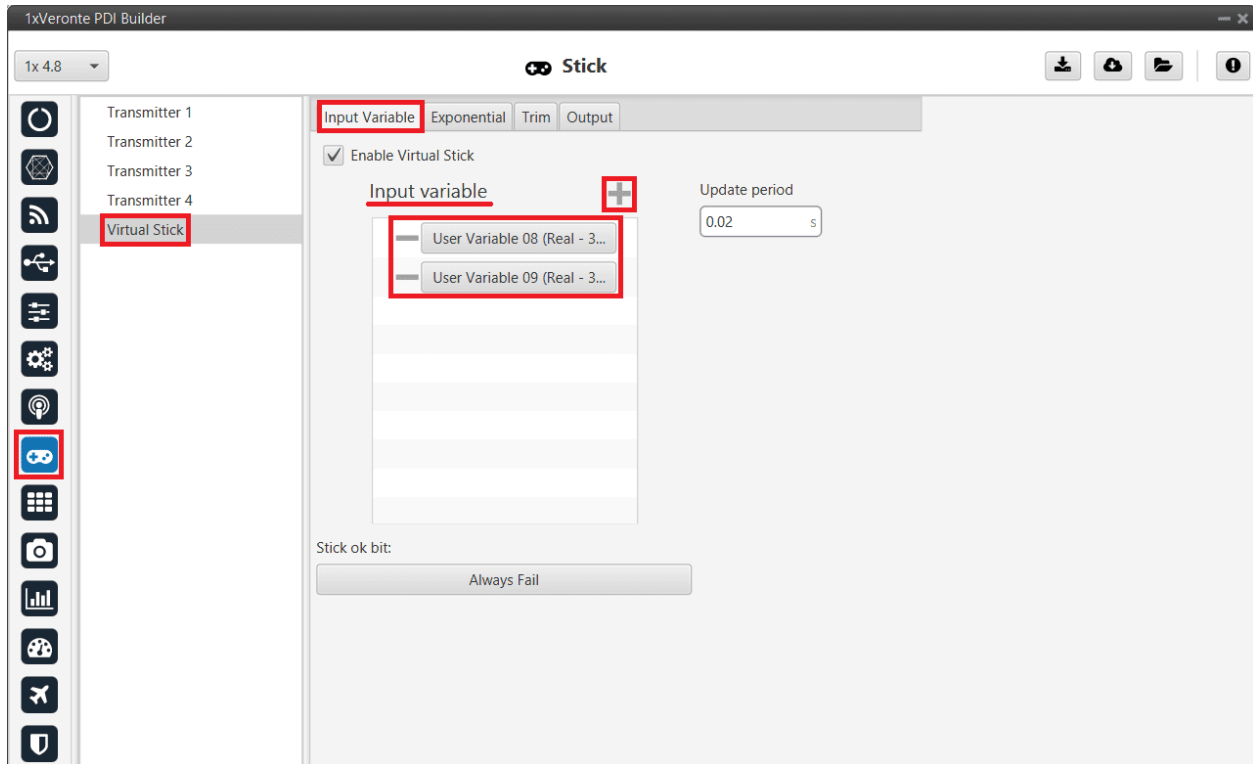 1xVeronte PDI Builder
1x 4.8
Stick
Transmitter 1
Transmitter 2
Transmitter 3
Transmitter 4
Virtual Stick
Input Variable Exponential Trim Output
Enable Virtual Stick
Input variable
User Variable 08 (Real - 3...
User Variable 09 (Real - 3...
Update period
0.02 s
Stick ok bit:
Always Fail